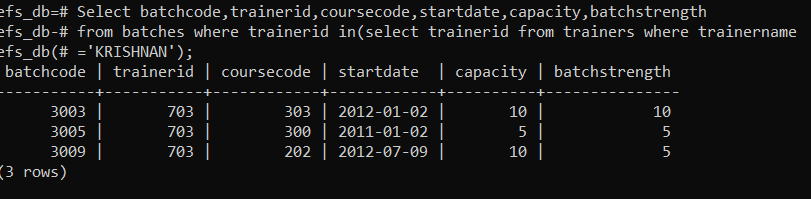 efs_db=# Select batchcode,trainerid,coursecode,startdate,capacity,batchstrength
efs_db-# from batches where trainerid in(select trainerid from trainers where trainername
efs_db(# ='KRISHNAN');
batchcode | trainerid | coursecode | startdate | capacity | batchstrength
-----------+-----------+------------+------------+----------+---------------
3003 | 703 | 303 | 2012-01-02 | 10 | 10
3005 | 703 | 300 | 2011-01-02 | 5 | 5
3009 | 703 | 202 | 2012-07-09 | 10 | 5
(3 rows)